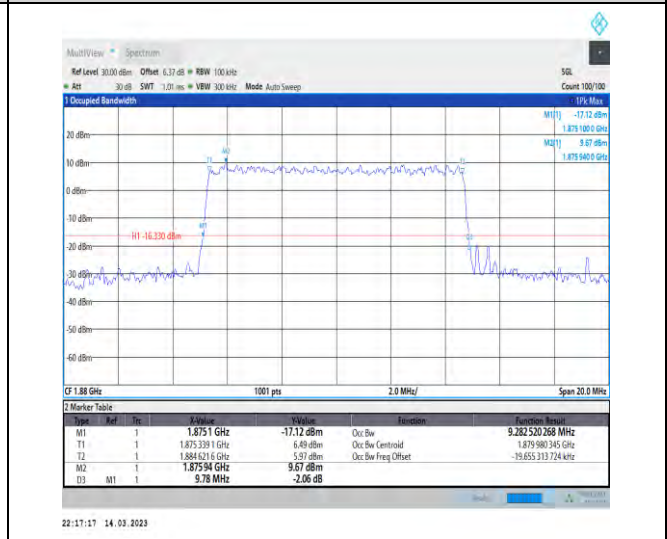 MultiView Spectrum
Ref Level 30.00 dBm Offset 6.37 dB RBW 100 kHz SGL
Att 30 dB SWT 1.01 ms VBW 300 kHz Mode Auto Sweep Count 100/100
1 Occupied Bandwidth 1Pk Max
M1[1] -17.12 dBm
1.875 100 0 GHz
M2[1] 9.67 dBm
1.875 940 0 GHz
20 dBm
M2
T1
T2
10 dBm
0 dBm
-10 dBm
M1
H1 -16.330 dBm
D3
-20 dBm
-30 dBm
-40 dBm
-50 dBm
-60 dBm
CF 1.88 GHz 1001 pts 2.0 MHz/ Span 20.0 MHz
2 Marker Table
Type Ref Trc X-Value Y-Value Function Function Result
M1 1 1.8751 GHz -17.12 dBm Occ Bw 9.282 520 268 MHz
T1 1 1.875 339 1 GHz 6.49 dBm Occ Bw Centroid 1.879 980 345 GHz
T2 1 1.884 621 6 GHz 5.97 dBm Occ Bw Freq Offset -19.655 313 724 kHz
M2 1 1.87594 GHz 9.67 dBm
D3 M1 1 9.78 MHz -2.06 dB
22:17:17 14.03.2023